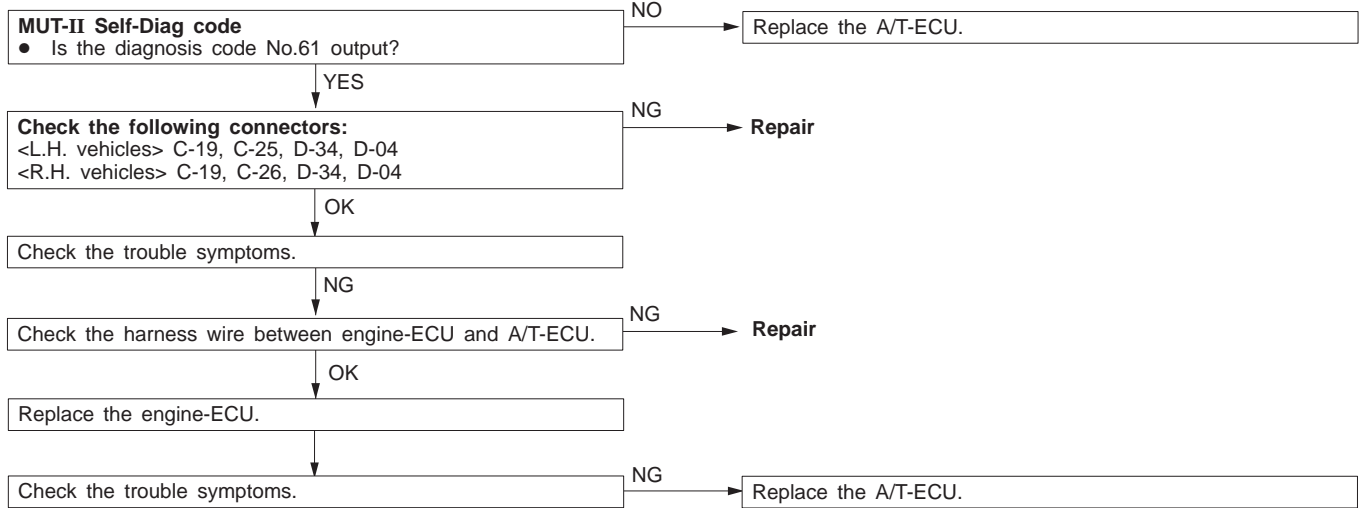 MUT-II Self-Diag code
● Is the diagnosis code No.61 output?
NO
Replace the A/T-ECU.
YES
Check the following connectors:
<L.H. vehicles> C-19, C-25, D-34, D-04
<R.H. vehicles> C-19, C-26, D-34, D-04
NG
Repair
OK
Check the trouble symptoms.
NG
Check the harness wire between engine-ECU and A/T-ECU.
NG
Repair
OK
Replace the engine-ECU.
Check the trouble symptoms.
NG
Replace the A/T-ECU.